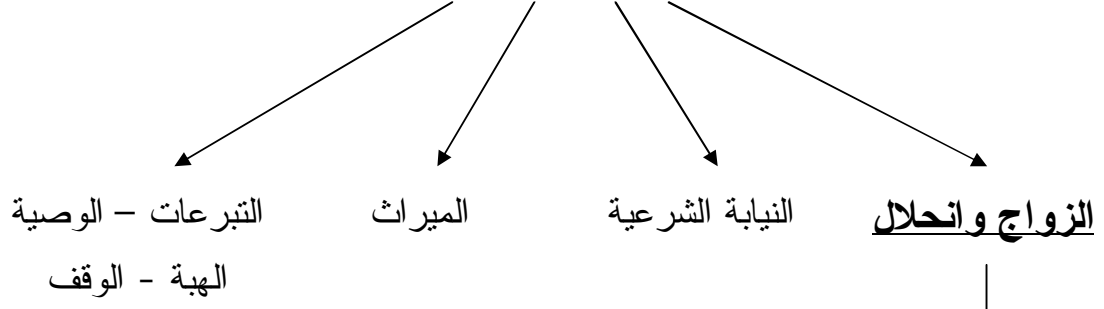 الزواج وانحلال النيابة الشرعية الميراث التبرعات – الوصية
الهبة - الوقف